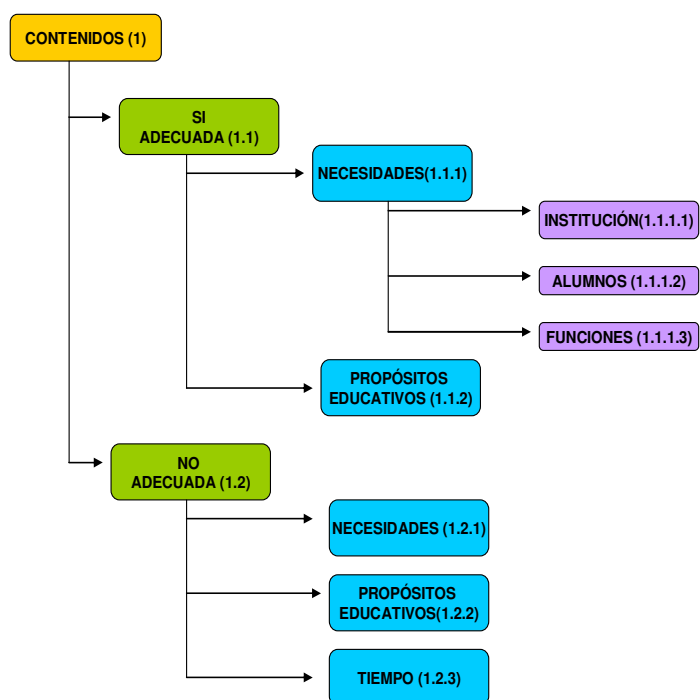 CONTENIDOS (1)
SI
ADECUADA (1.1)
NECESIDADES(1.1.1)
INSTITUCIÓN(1.1.1.1)
ALUMNOS (1.1.1.2)
FUNCIONES (1.1.1.3)
PROPÓSITOS
EDUCATIVOS (1.1.2)
NO
ADECUADA (1.2)
NECESIDADES (1.2.1)
PROPÓSITOS
EDUCATIVOS(1.2.2)
TIEMPO (1.2.3)